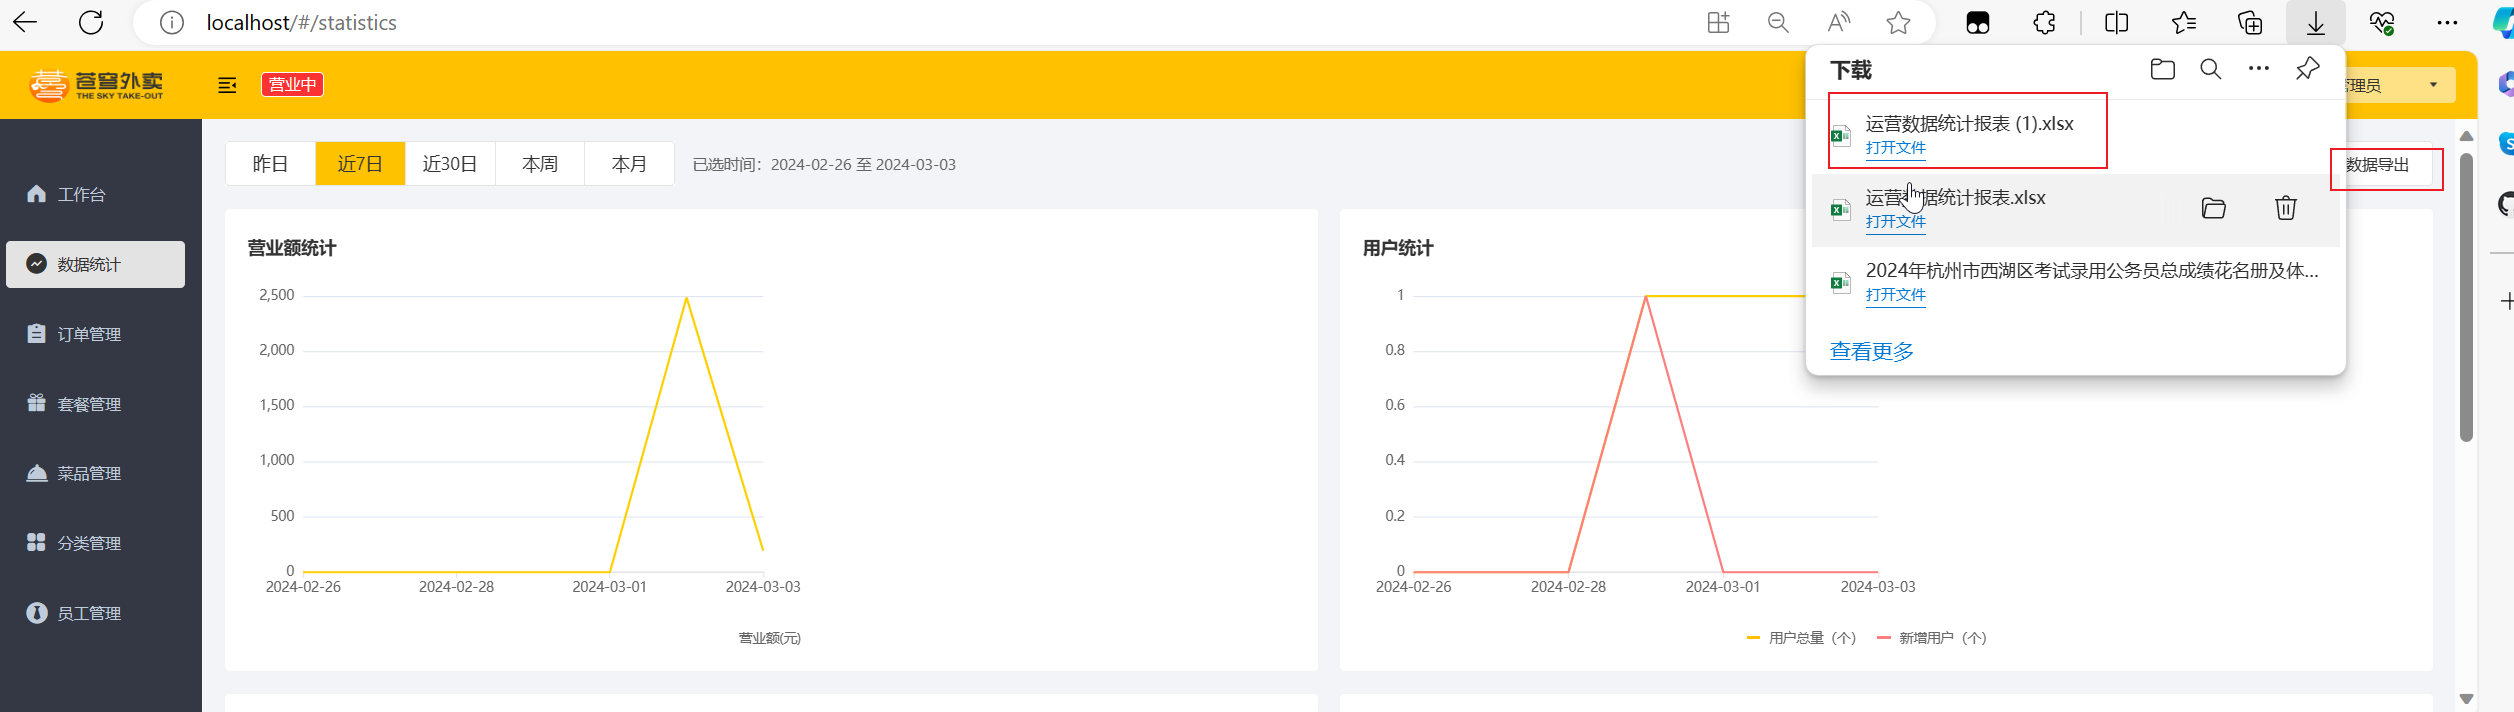 localhost/#/statistics
苍穹外卖
THE SKY TAKE-OUT
营业中
下载
管理员
运营数据统计报表 (1).xlsx
打开文件
运营数据统计报表.xlsx
打开文件
2024年杭州市西湖区考试录用公务员总成绩花名册及体...
打开文件
查看更多
昨日
近7日
近30日
本周
本月
已选时间：2024-02-26 至 2024-03-03
数据导出
工作台
数据统计
订单管理
套餐管理
菜品管理
分类管理
员工管理
营业额统计
2,500
2,000
1,500
1,000
500
0
2024-02-26 2024-02-28 2024-03-01 2024-03-03
营业额(元)
用户统计
1
0.8
0.6
0.4
0.2
0
2024-02-26 2024-02-28 2024-03-01 2024-03-03
用户总量（个） 新增用户（个）